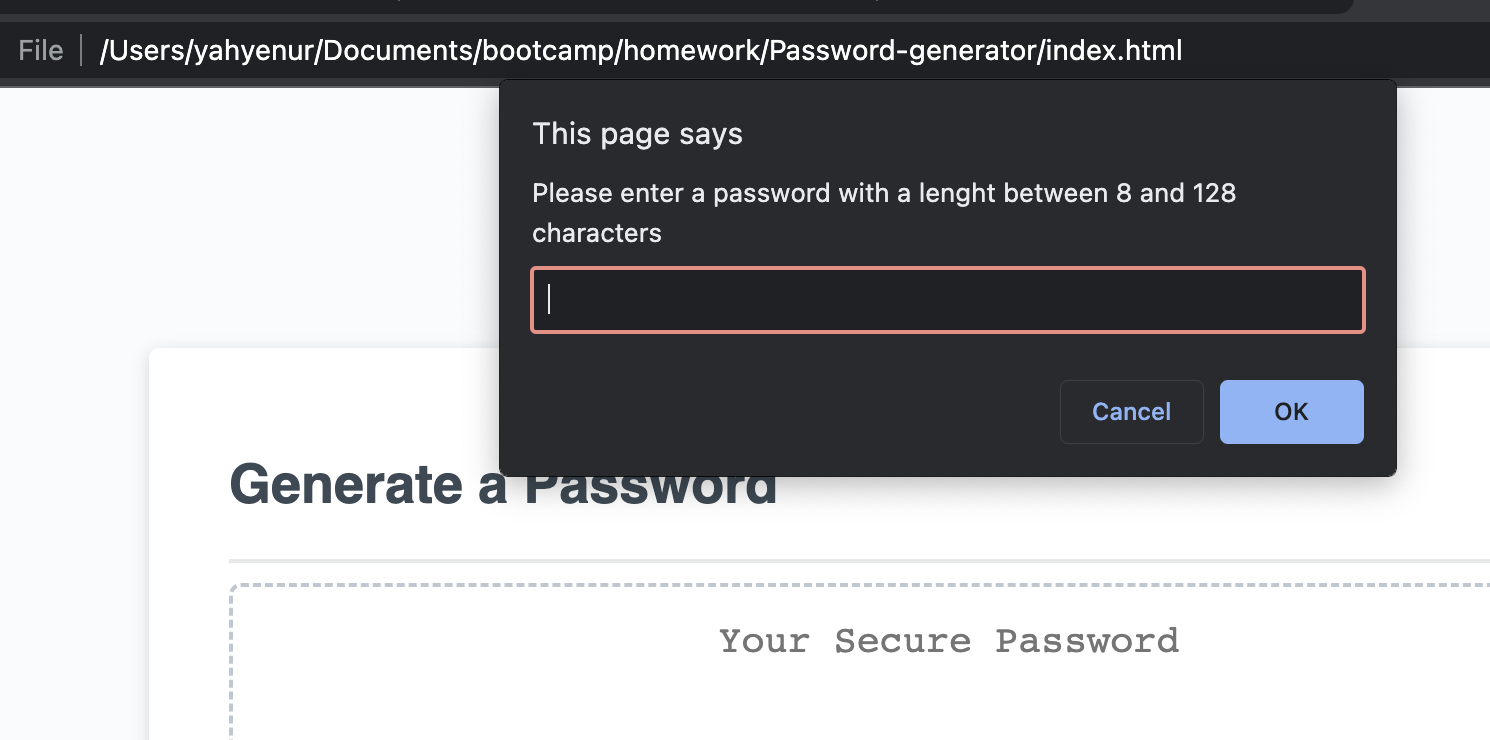 File /Users/yahyenur/Documents/bootcamp/homework/Password-generator/index.html
This page says
Please enter a password with a lenght between 8 and 128
characters
Cancel OK
Generate a Password
Your Secure Password